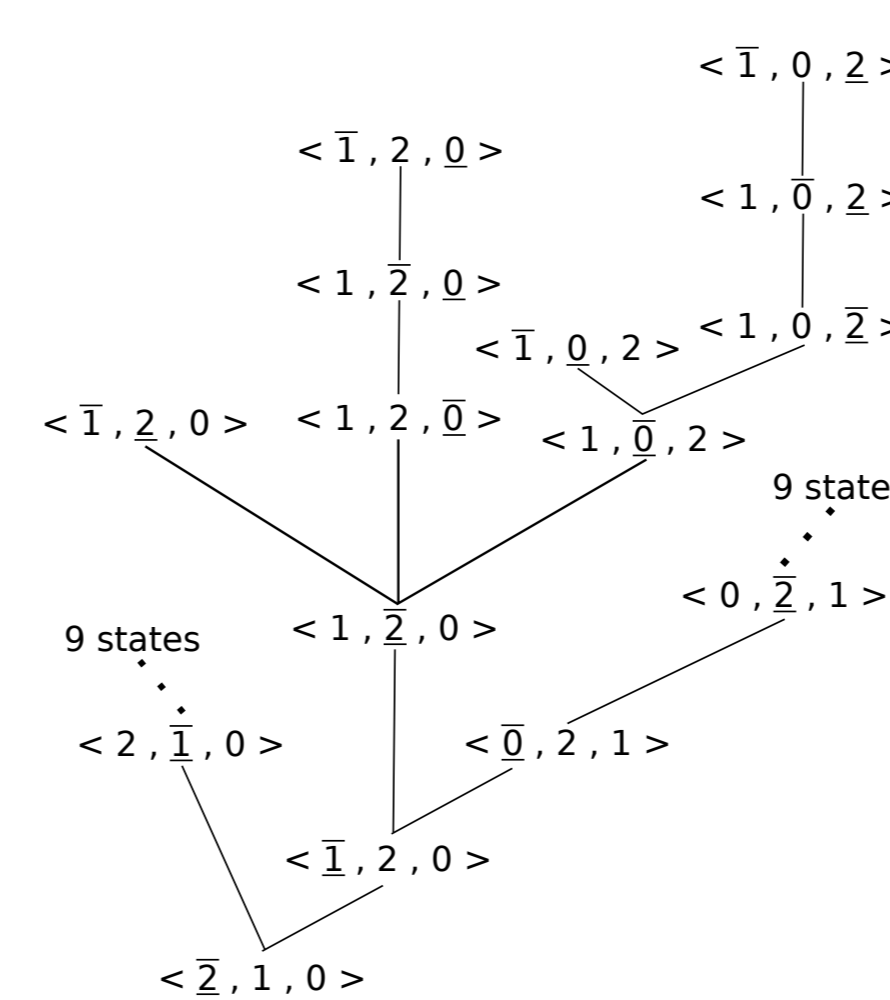 < 1̅ , 0 , 2̲ >
< 1̅ , 2 , 0̲ >
< 1 , 0̅ , 2̲ >
< 1 , 2̅ , 0̲ >
< 1 , 0 , 2̲̅ >
< 1̅ , 0̲ , 2 >
< 1̅ , 2̲ , 0 >
< 1 , 2 , 0̲̅ >
< 1 , 0̲̅ , 2 >
9 state
< 0 , 2̲̅ , 1 >
< 1 , 2̲̅ , 0 >
9 states
< 2 , 1̲̅ , 0 >
< 0̲̅ , 2 , 1 >
< 1̲̅ , 2 , 0 >
< 2̲̅ , 1 , 0 >